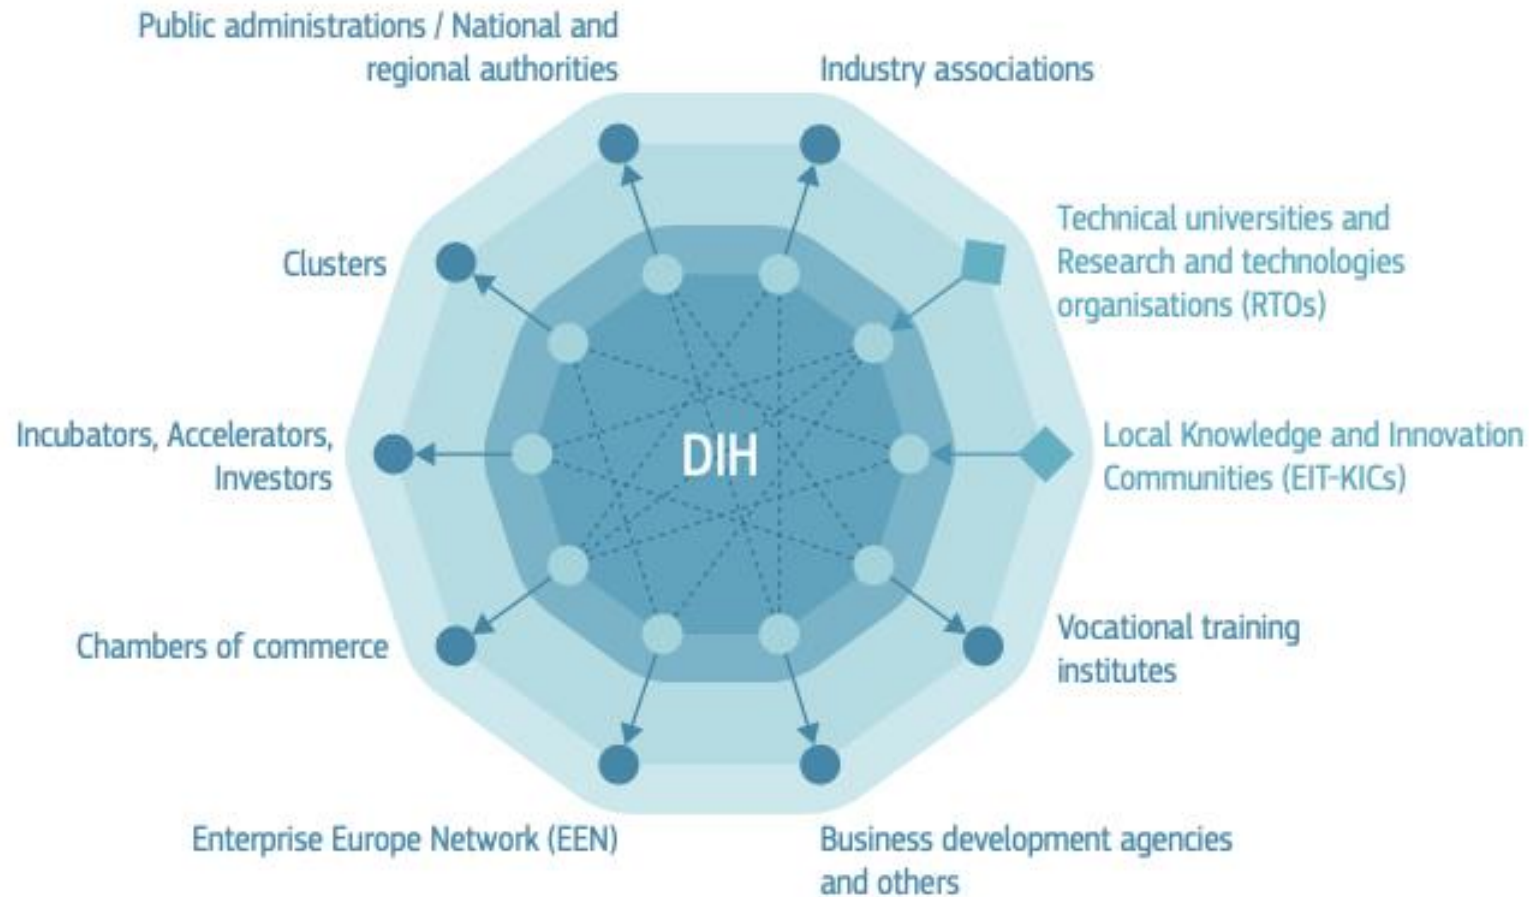 Public administrations / National and
regional authorities
Industry associations
Technical universities and
Research and technologies
organisations (RTOs)
Clusters
Incubators, Accelerators,
Investors
DIH
Local Knowledge and Innovation
Communities (EIT-KICs)
Chambers of commerce
Vocational training
institutes
Enterprise Europe Network (EEN)
Business development agencies
and others